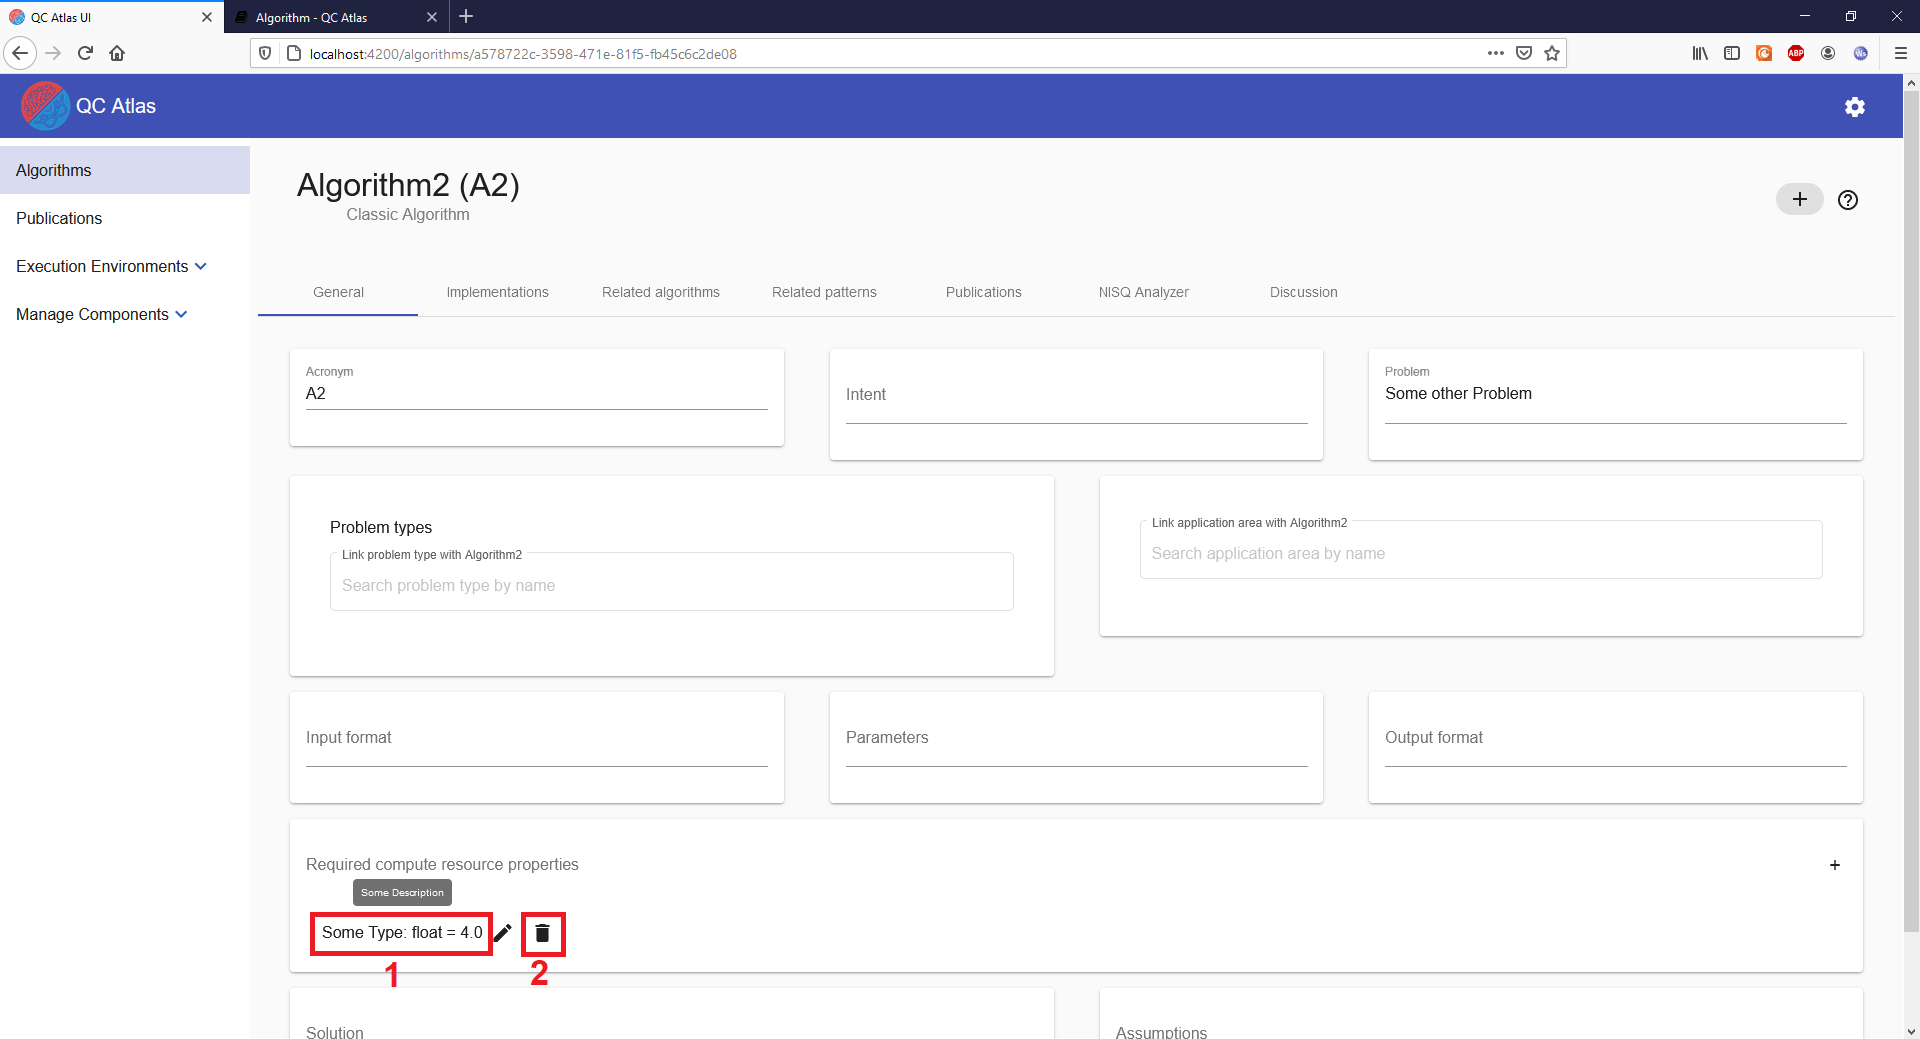 QC Atlas UI
Algorithm - QC Atlas
localhost:4200/algorithms/a578722c-3598-471e-81f5-fb45c6c2de08
ABP
QC Atlas
Algorithms
Publications
Execution Environments
Manage Components
Algorithm2 (A2)
Classic Algorithm
General
Implementations
Related algorithms
Related patterns
Publications
NISQ Analyzer
Discussion
Acronym
A2
Intent
Problem
Some other Problem
Problem types
Link problem type with Algorithm2
Search problem type by name
Link application area with Algorithm2
Search application area by name
Input format
Parameters
Output format
Required compute resource properties
Some Description
Some Type: float = 4.0
1
2
Solution
Assumptions